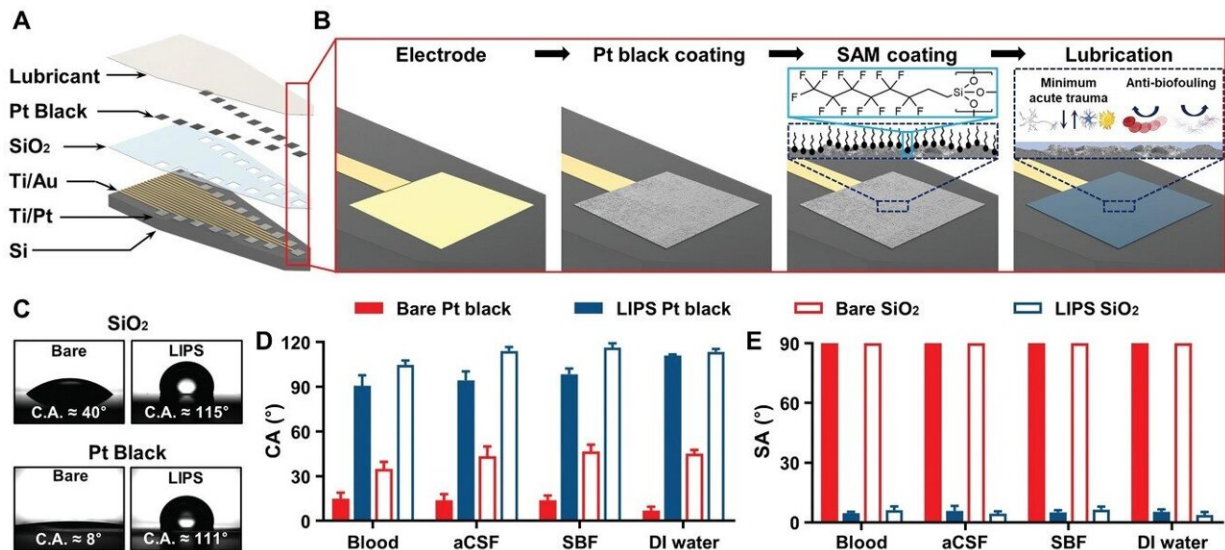 A
Lubricant
Pt Black
SiO₂
Ti/Au
Ti/Pt
Si
B
Electrode
Pt black coating
SAM coating
Lubrication
F F F F F F
F
F F F F F F
Si
O
O
O
Minimum
acute trauma
Anti-biofouling
C
SiO₂
Bare
LIPS
C.A. ≈ 40°
C.A. ≈ 115°
Pt Black
Bare
LIPS
C.A. ≈ 8°
C.A. ≈ 111°
Bare Pt black
LIPS Pt black
Bare SiO₂
LIPS SiO₂
D
CA (°)
120
90
60
30
0
Blood
aCSF
SBF
DI water
E
SA (°)
90
60
30
0
Blood
aCSF
SBF
DI water